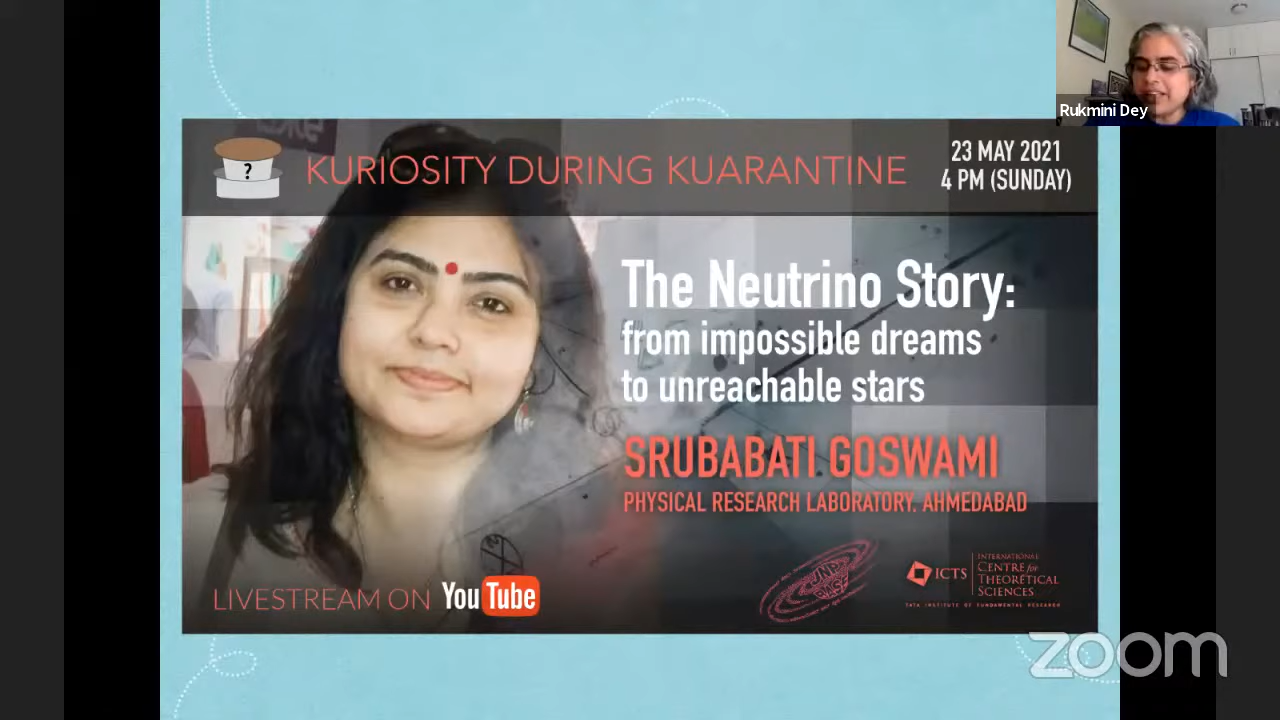 Rukmini Dey
?
KURIOSITY DURING KUARANTINE
23 MAY 2021
4 PM (SUNDAY)
The Neutrino Story:
from impossible dreams
to unreachable stars
SRUBABATI GOSWAMI
PHYSICAL RESEARCH LABORATORY, AHMEDABAD
LIVESTREAM ON YouTube
ICTS
INTERNATIONAL
CENTRE for
THEORETICAL
SCIENCES
TATA INSTITUTE OF FUNDAMENTAL RESEARCH
zoom